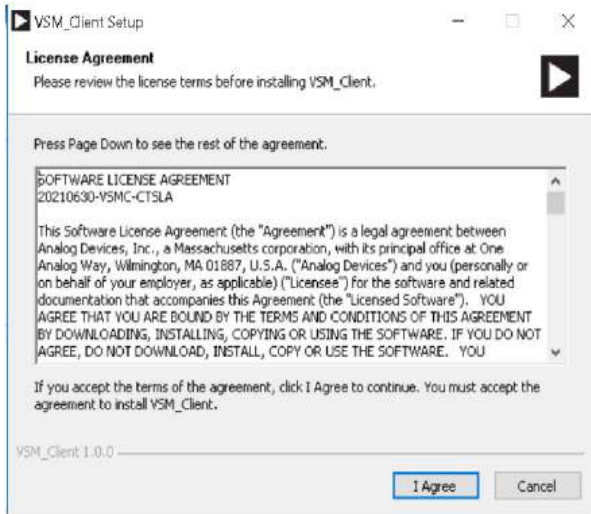 VSM_Client Setup
License Agreement
Please review the license terms before installing VSM_Client.
Press Page Down to see the rest of the agreement.
SOFTWARE LICENSE AGREEMENT
20210630-VSMC-CTSLA
This Software License Agreement (the "Agreement") is a legal agreement between
Analog Devices, Inc., a Massachusetts corporation, with its principal office at One
Analog Way, Wilmington, MA 01887, U.S.A. ("Analog Devices") and you (personally or
on behalf of your employer, as applicable) ("Licensee") for the software and related
documentation that accompanies this Agreement (the "Licensed Software"). YOU
AGREE THAT YOU ARE BOUND BY THE TERMS AND CONDITIONS OF THIS AGREEMENT
BY DOWNLOADING, INSTALLING, COPYING OR USING THE SOFTWARE. IF YOU DO NOT
AGREE, DO NOT DOWNLOAD, INSTALL, COPY OR USE THE SOFTWARE. YOU
If you accept the terms of the agreement, click I Agree to continue. You must accept the
agreement to install VSM_Client.
VSM_Client 1.0.0
I Agree
Cancel